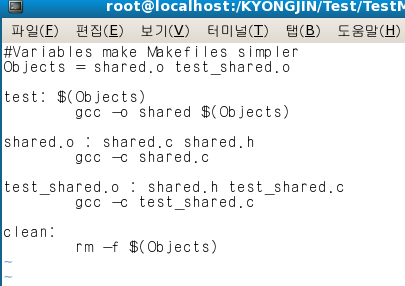 root@localhost:/KYONGJIN/Test/TestM
파일(F) 편집(E) 보기(V) 터미널(T) 탭(B) 도움말(H)
#Variables make Makefiles simpler
Objects = shared.o test_shared.o

test: $(Objects)
        gcc -o shared $(Objects)

shared.o : shared.c shared.h
        gcc -c shared.c

test_shared.o : shared.h test_shared.c
        gcc -c test_shared.c

clean:
        rm -f $(Objects)
~
~